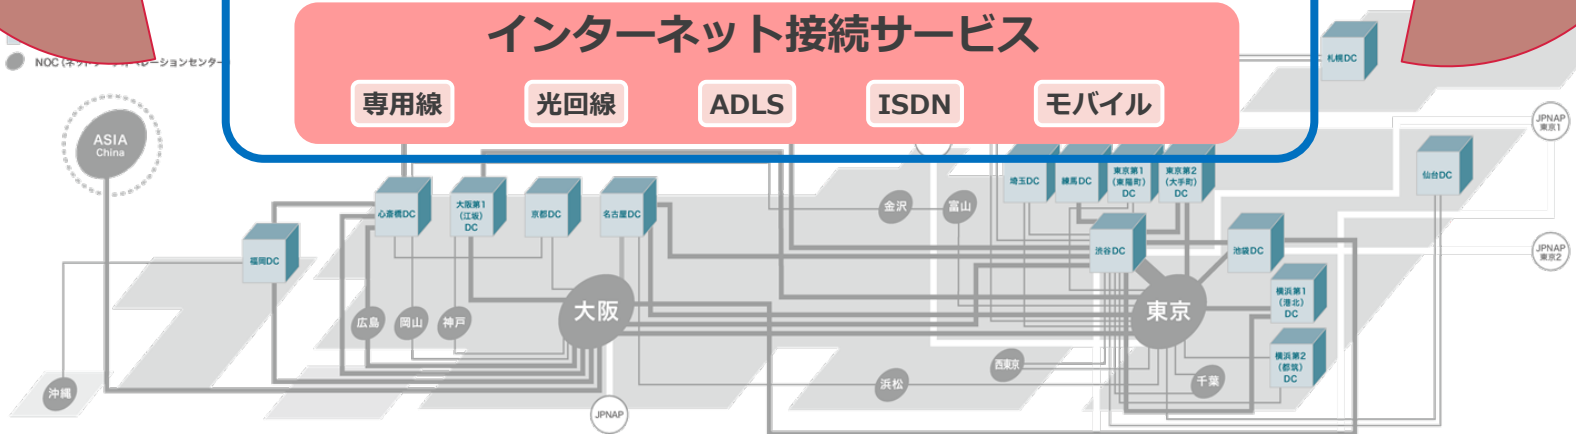 インターネット接続サービス
専用線
光回線
ADLS
ISDN
モバイル
札幌DC
ASIA
China
JPNAP
東京1
心斎橋DC
大阪第1
(江坂)
DC
京都DC
名古屋DC
金沢
富山
埼玉DC
練馬DC
東京第1
(東陽町)
DC
東京第2
(大手町)
DC
仙台DC
福岡DC
渋谷DC
池袋DC
JPNAP
東京2
広島
岡山
神戸
大阪
東京
横浜第1
(港北)
DC
横浜第2
(都筑)
DC
西東京
浜松
千葉
沖縄
JPNAP